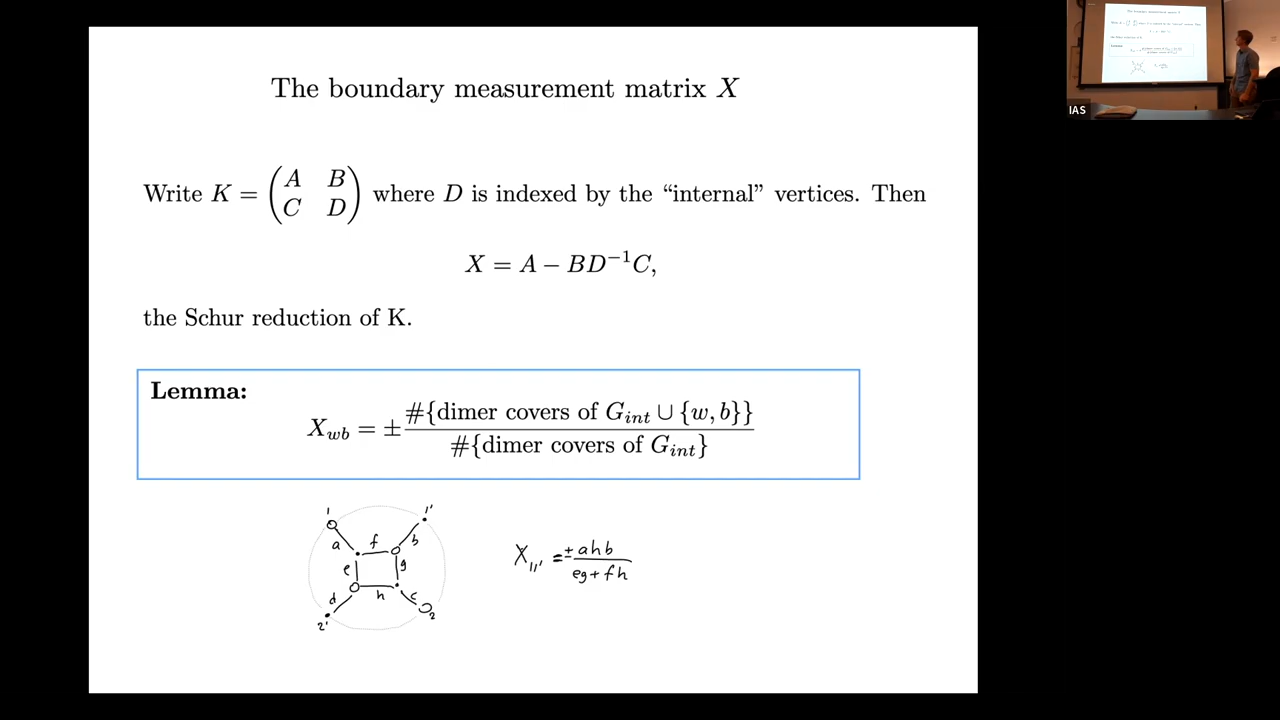 The boundary measurement matrix X
Write K = ( A B
C D ) where D is indexed by the “internal” vertices. Then
X = A − BD⁻¹C,
the Schur reduction of K.
Lemma:
X_wb = ± #{dimer covers of G_int ∪ {w, b}}
#{dimer covers of G_int}
1 1'
a f b
e g
d h c
2' 2
X_11' = ± ahb
eg + fh
IAS